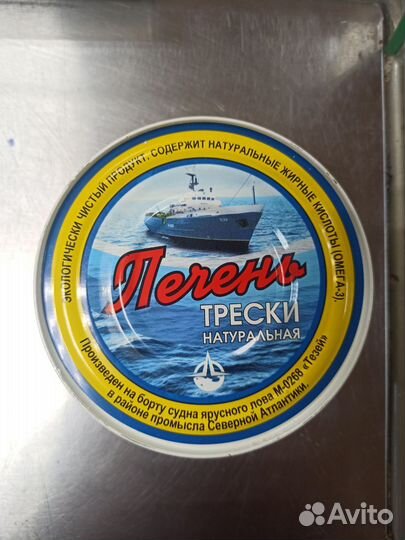 ЭКОЛОГИЧЕСКИ ЧИСТЫЙ ПРОДУКТ. СОДЕРЖИТ НАТУРАЛЬНЫЕ ЖИРНЫЕ КИСЛОТЫ (ОМЕГА-3).
Печень
ТРЕСКИ
НАТУРАЛЬНАЯ
Произведен на борту судна ярусного лова М-0268 «Тезей»
в районе промысла Северной Атлантики.
Avito